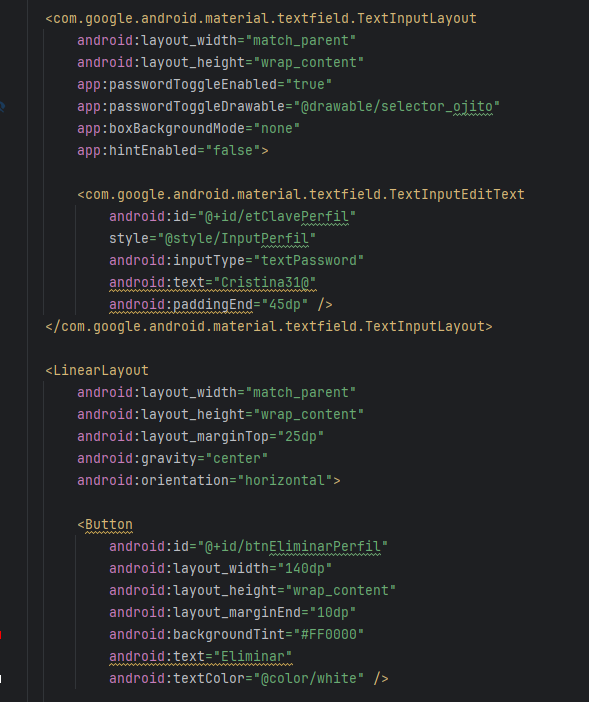 <com.google.android.material.textfield.TextInputLayout
android:layout_width="match_parent"
android:layout_height="wrap_content"
app:passwordToggleEnabled="true"
app:passwordToggleDrawable="@drawable/selector_ojito"
app:boxBackgroundMode="none"
app:hintEnabled="false">
<com.google.android.material.textfield.TextInputEditText
android:id="@+id/etClavePerfil"
style="@style/InputPerfil"
android:inputType="textPassword"
android:text="Cristina31@"
android:paddingEnd="45dp" />
</com.google.android.material.textfield.TextInputLayout>
<LinearLayout
android:layout_width="match_parent"
android:layout_height="wrap_content"
android:layout_marginTop="25dp"
android:gravity="center"
android:orientation="horizontal">
<Button
android:id="@+id/btnEliminarPerfil"
android:layout_width="140dp"
android:layout_height="wrap_content"
android:layout_marginEnd="10dp"
android:backgroundTint="#FF0000"
android:text="Eliminar"
android:textColor="@color/white" />